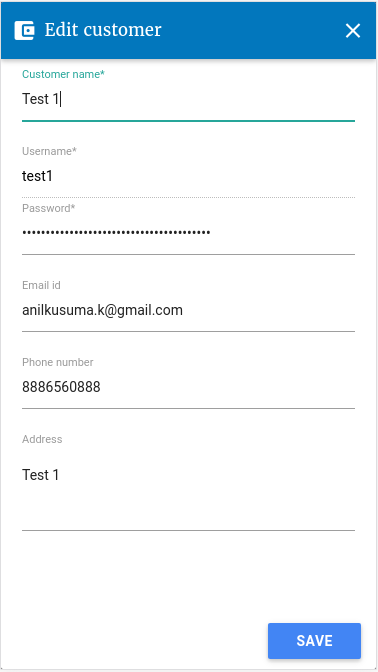 Edit customer
Customer name*
Test 1
Username*
test1
Password*
••••••••••••••••••••••••••••••••••••••••
Email id
anilkusuma.k@gmail.com
Phone number
8886560888
Address
Test 1
SAVE